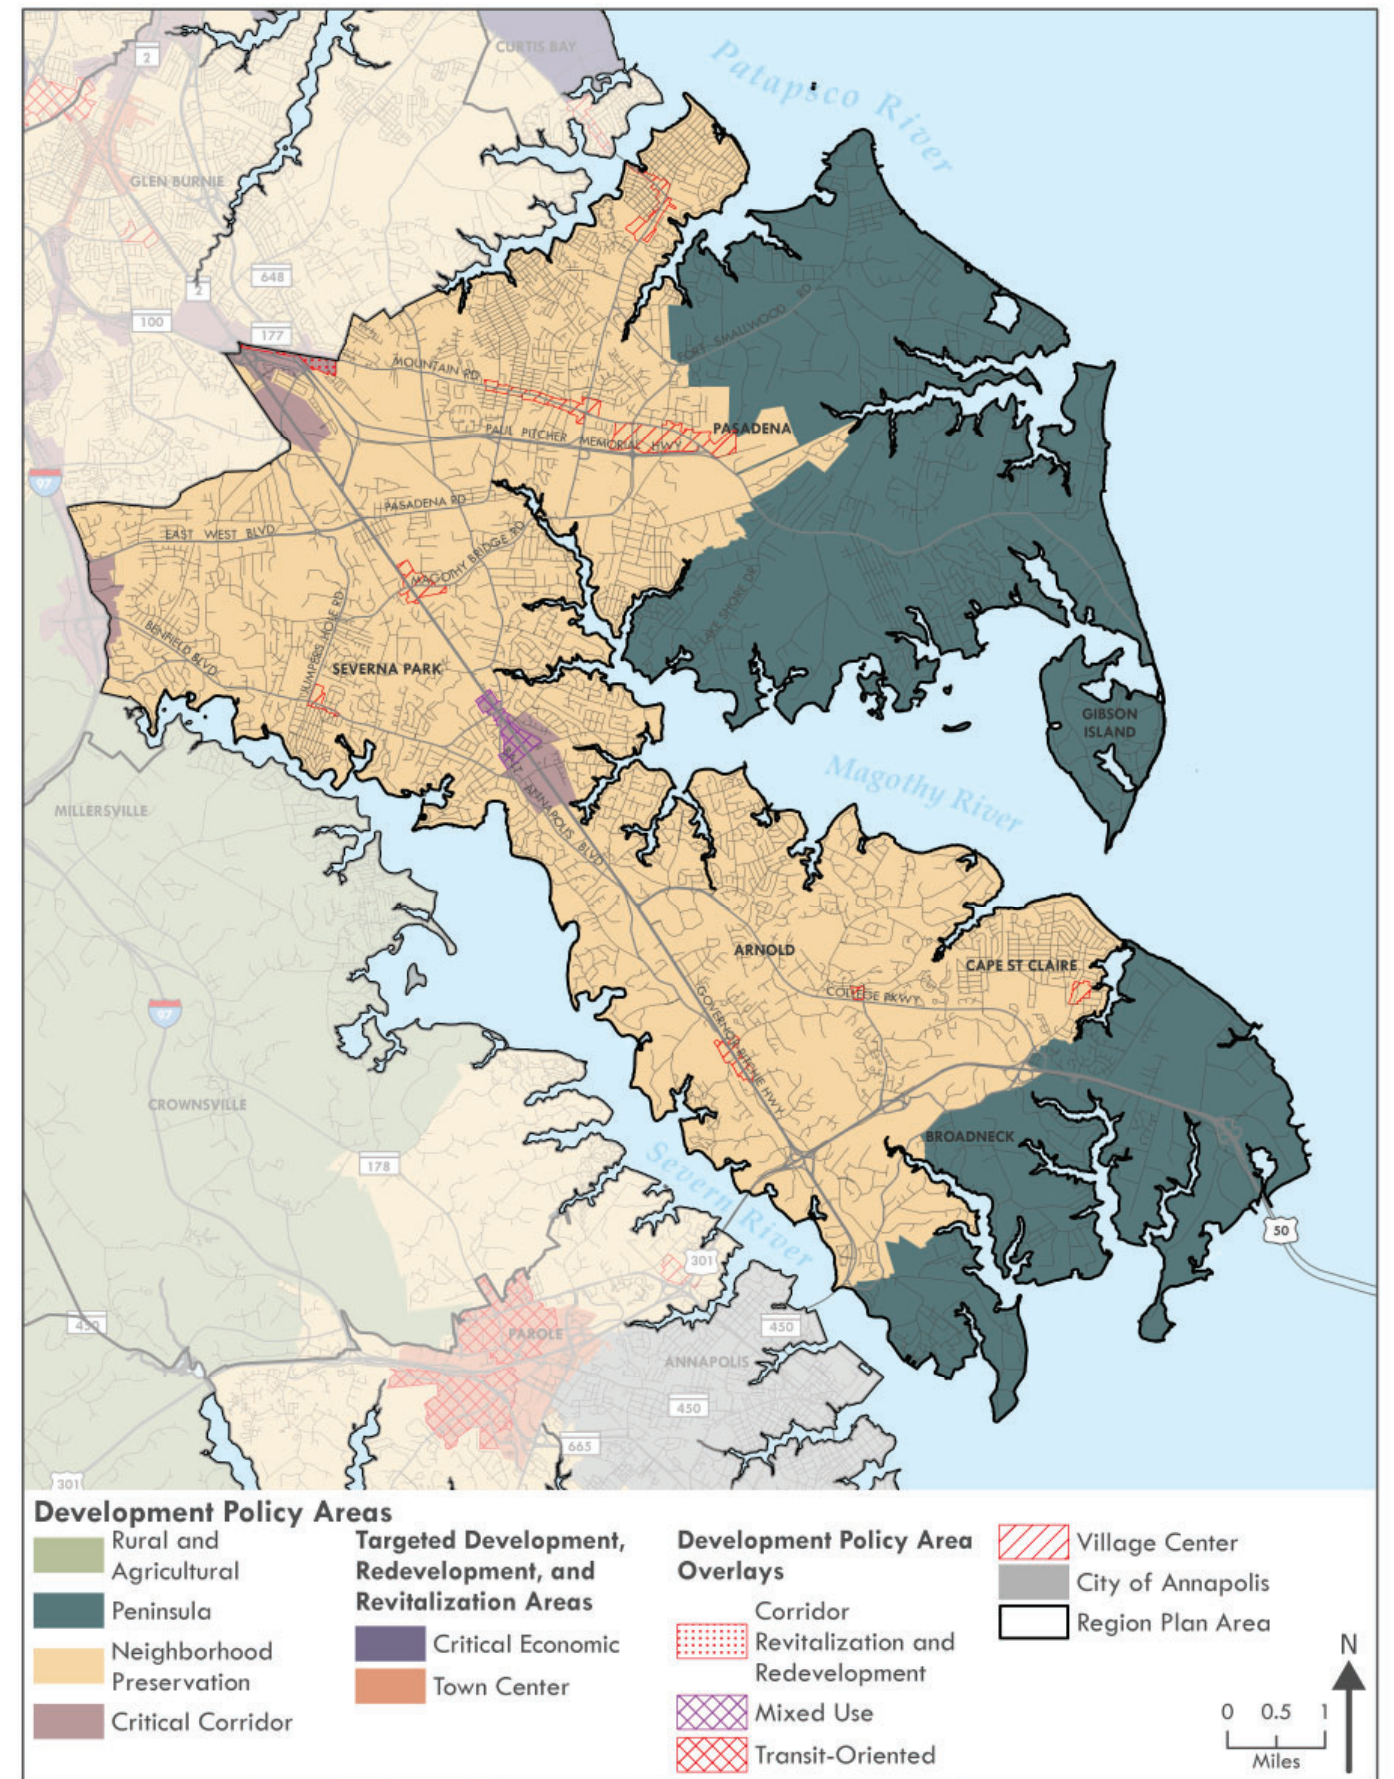 CURTIS BAY
Patapsco River
2
GLEN BURNIE
648
2
100
177
FORT SMALLWOOD RD
MOUNTAIN RD
PASADENA
PAUL PITCHER MEMORIAL HWY
97
PASADENA RD
EAST WEST BLVD
MAGOTHY BRIDGE RD
LAKE SHORE DR
BENFIELD BLVD
JUMPERS HOLE RD
SEVERNA PARK
GIBSON
ISLAND
Magothy River
MILLERSVILLE
BALT ANNAPOLIS BLVD
ARNOLD
CAPE ST CLAIRE
COLLEGE PKWY
97
GOVERNOR RITCHIE HWY
CROWNSVILLE
BROADNECK
178
Severn River
50
301
450
PAROLE
450
ANNAPOLIS
450
665
301
Development Policy Areas
Rural and
Agricultural
Peninsula
Neighborhood
Preservation
Critical Corridor
Targeted Development,
Redevelopment, and
Revitalization Areas
Critical Economic
Town Center
Development Policy Area
Overlays
Corridor
Revitalization and
Redevelopment
Mixed Use
Transit-Oriented
Village Center
City of Annapolis
Region Plan Area
N
0 0.5 1
Miles